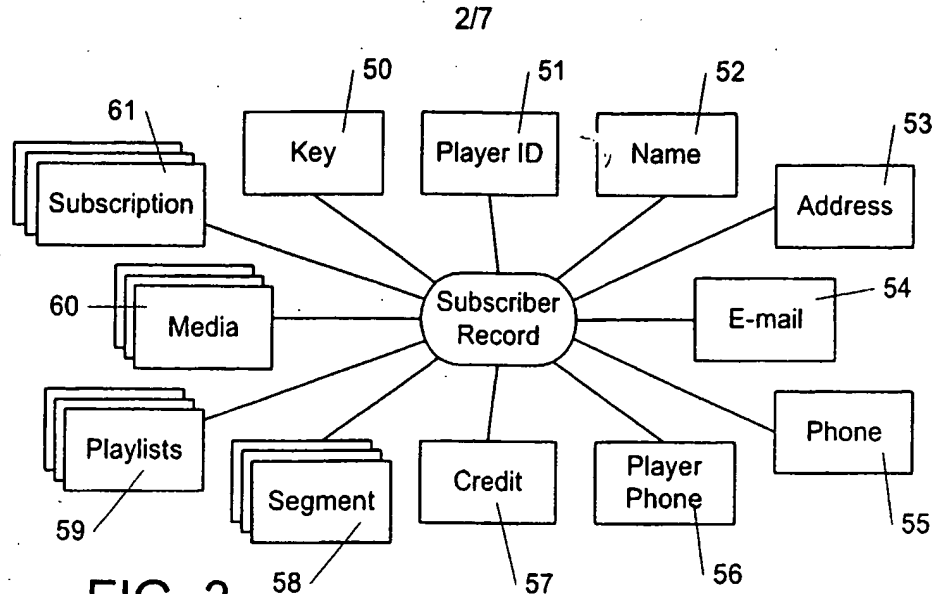 2/7
50
51
52
61
53
Key
Player ID
Name
Subscription
Address
54
60
Media
Subscriber
Record
E-mail
Playlists
Segment
Credit
Player
Phone
Phone
59
58
57
56
55
FIG.